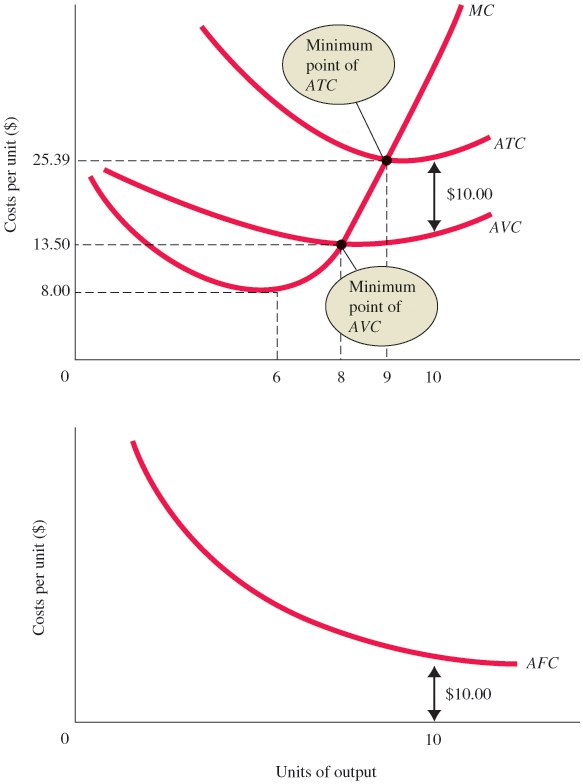 MC
Minimum
point of
ATC
Costs per unit ($)
25.39
ATC
$10.00
AVC
13.50
Minimum
point of
AVC
8.00
0 6 8 9 10
Costs per unit ($)
AFC
$10.00
0 10
Units of output